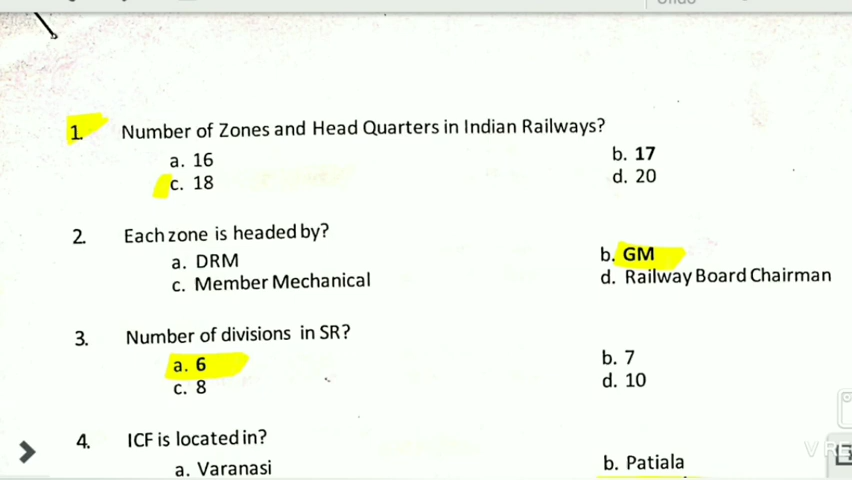 Undo
1. Number of Zones and Head Quarters in Indian Railways?
a. 16 b. 17
c. 18 d. 20
2. Each zone is headed by?
a. DRM b. GM
c. Member Mechanical d. Railway Board Chairman
3. Number of divisions in SR?
a. 6 b. 7
c. 8 d. 10
4. ICF is located in?
a. Varanasi b. Patiala